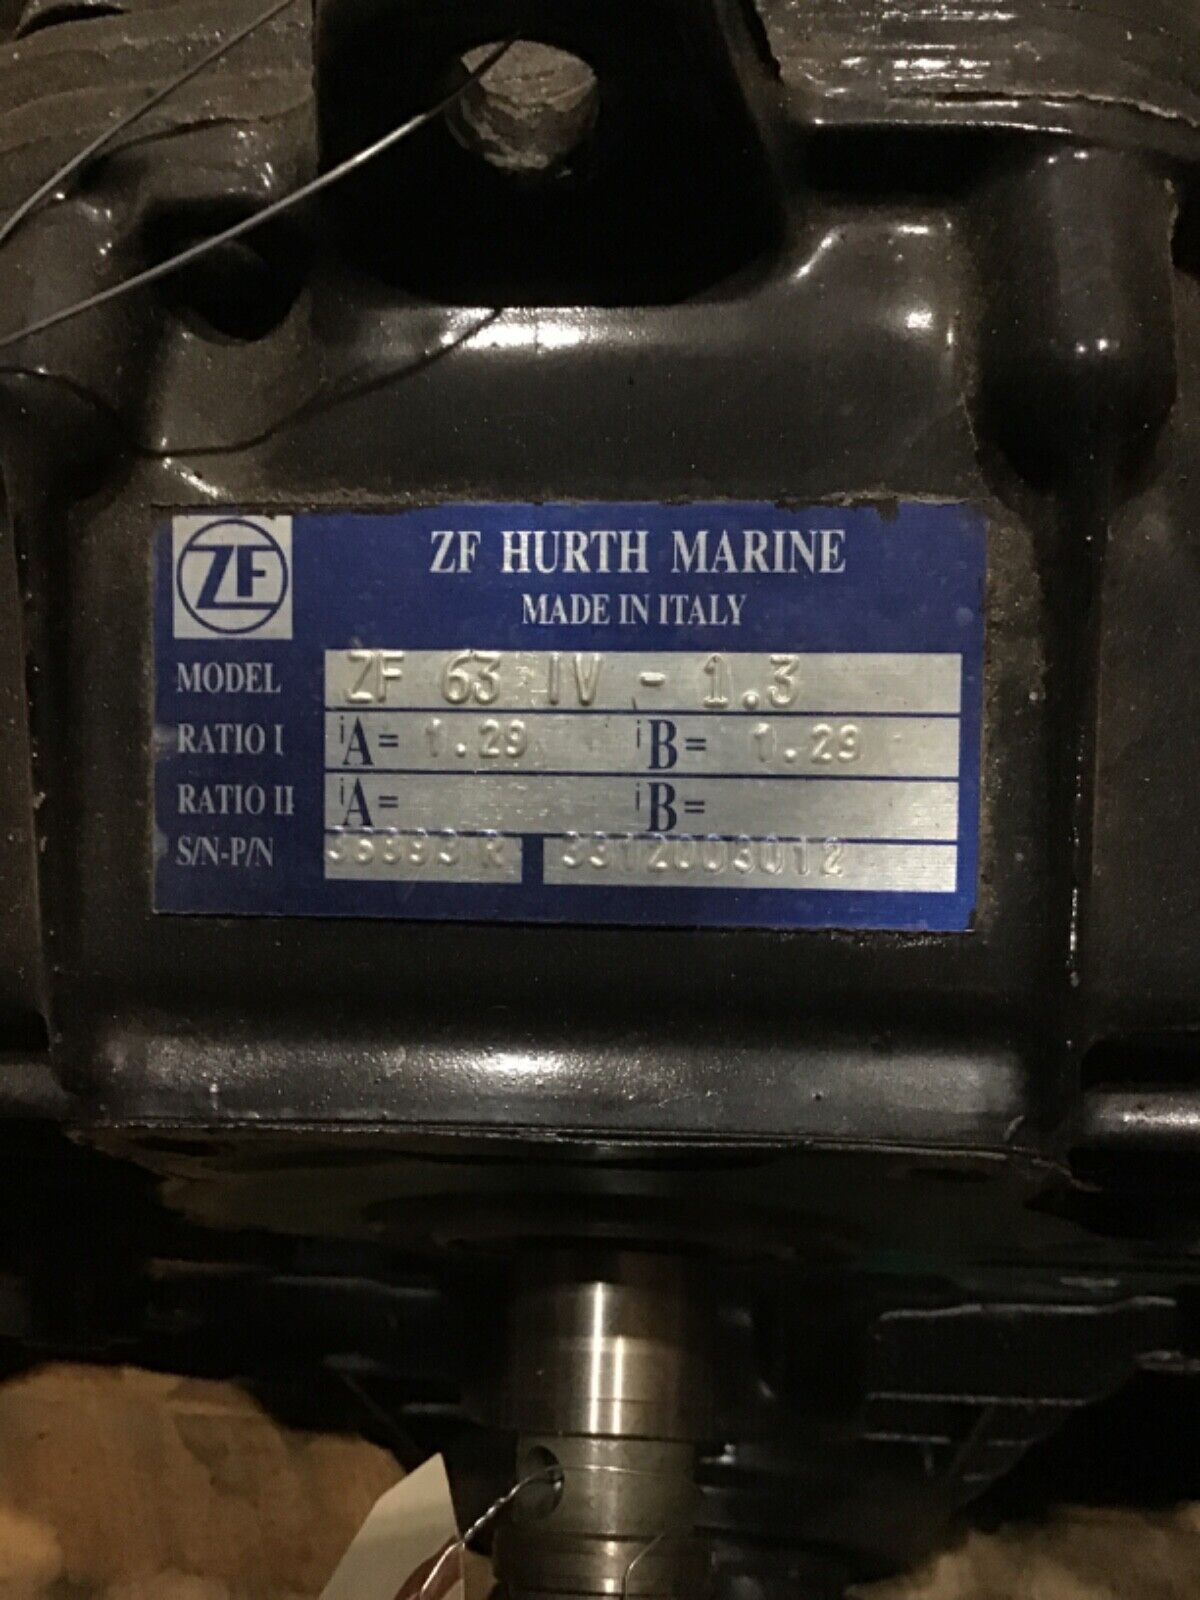 ZF
ZF HURTH MARINE
MADE IN ITALY
MODEL ZF 63 IV - 1.3
RATIO I iA= 1.29 iB= 1.29
RATIO II iA= iB=
S/N-P/N 3312003012